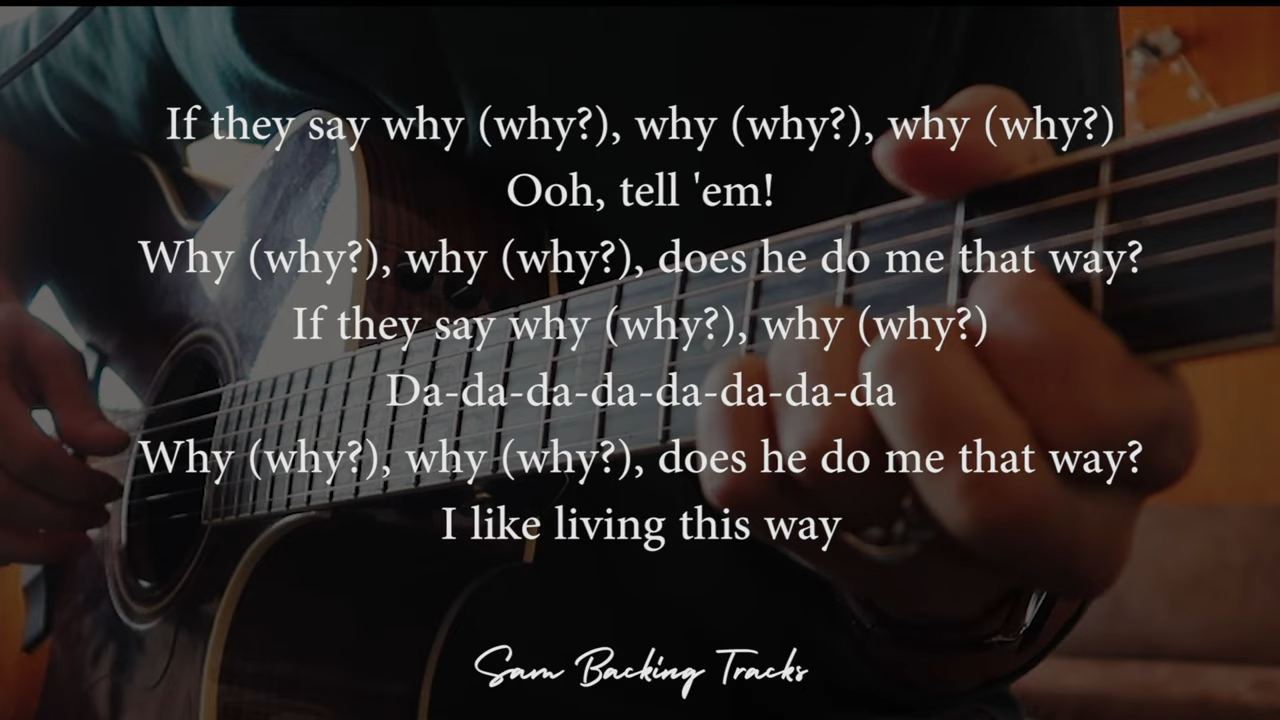 If they say why (why?), why (why?), why (why?)
Ooh, tell 'em!
Why (why?), why (why?), does he do me that way?
If they say why (why?), why (why?)
Da-da-da-da-da-da-da-da
Why (why?), why (why?), does he do me that way?
I like living this way
Sam Backing Tracks